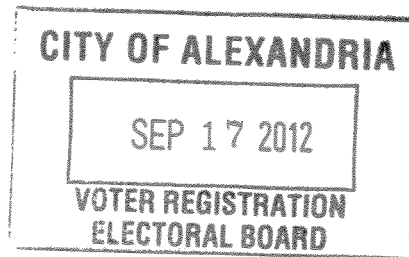 CITY OF ALEXANDRIA
SEP 17 2012
VOTER REGISTRATION
ELECTORAL BOARD